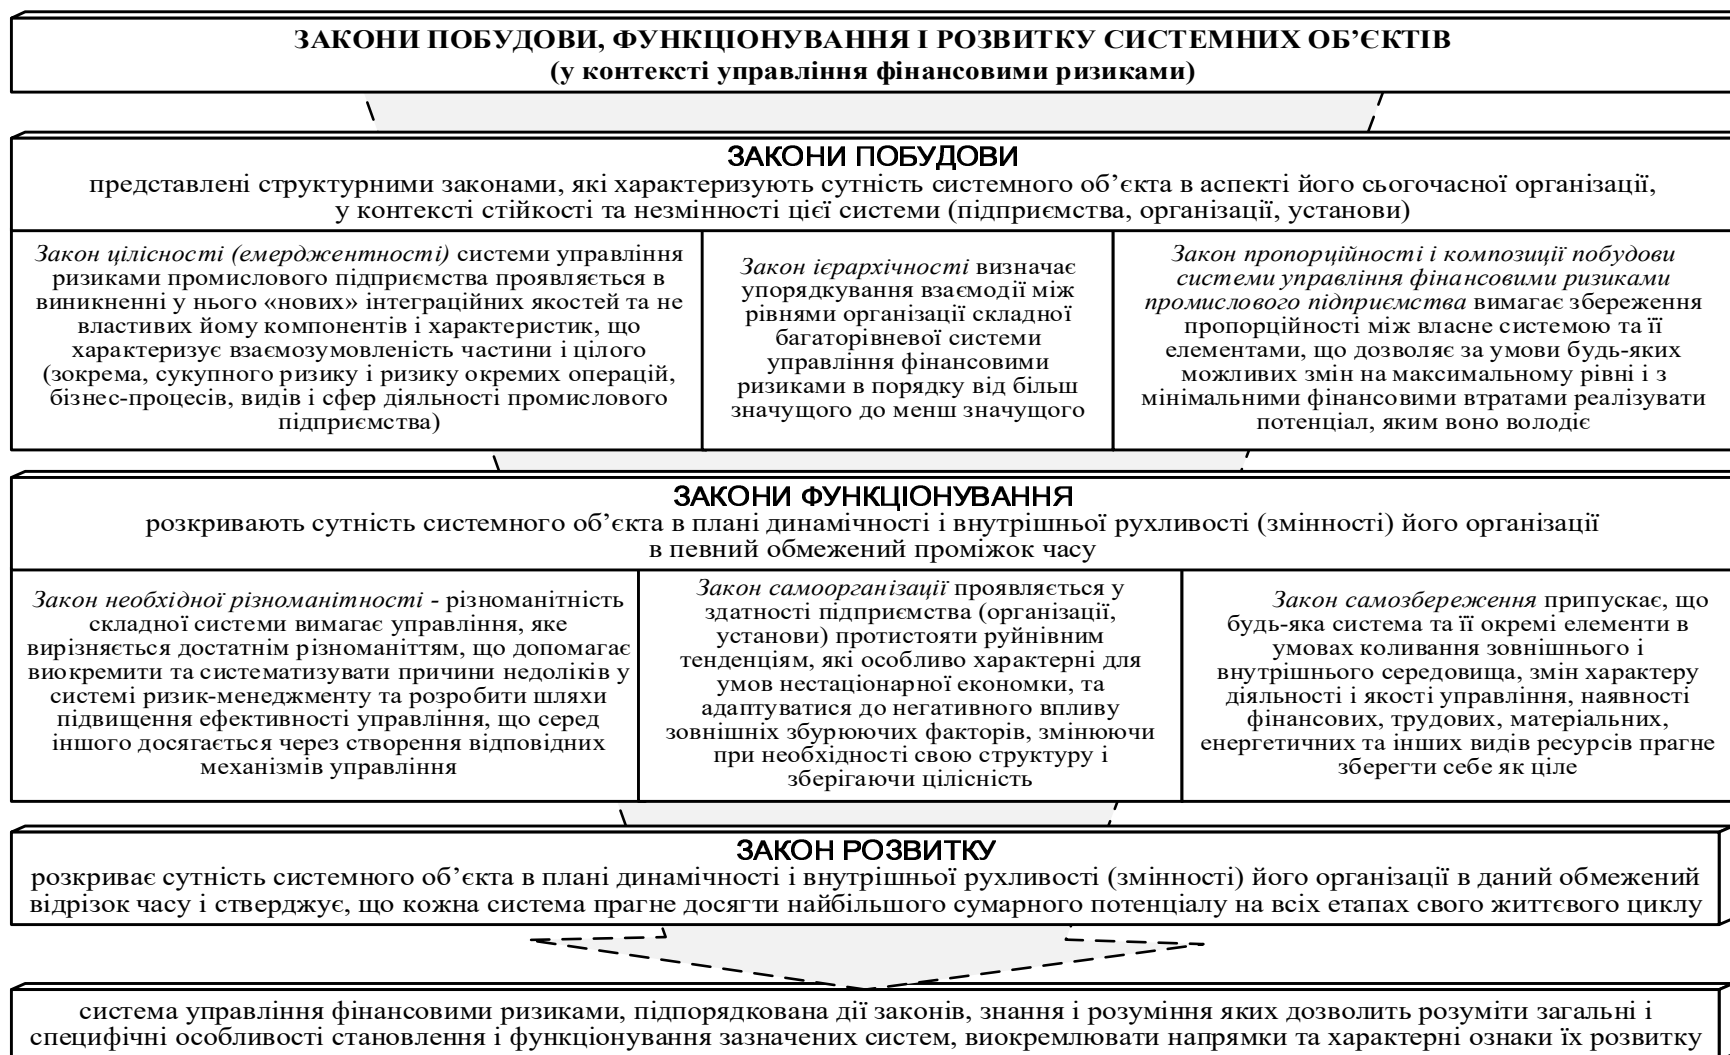 ЗАКОНИ ПОБУДОВИ, ФУНКЦІОНУВАННЯ І РОЗВИТКУ СИСТЕМНИХ ОБ’ЄКТІВ
(у контексті управління фінансовими ризиками)
ЗАКОНИ ПОБУДОВИ
представлені структурними законами, які характеризують сутність системного об’єкта в аспекті його сьогочасної організації,
у контексті стійкості та незмінності цієї системи (підприємства, організації, установи)
Закон цілісності (емерджентності) системи управління
ризиками промислового підприємства проявляється в
виникненні у нього «нових» інтеграційних якостей та не
властивих йому компонентів і характеристик, що
характеризує взаємозумовленість частини і цілого
(зокрема, сукупного ризику і ризику окремих операцій,
бізнес-процесів, видів і сфер діяльності промислового
підприємства)
Закон ієрархічності визначає
упорядкування взаємодії між
рівнями організації складної
багаторівневої системи
управління фінансовими
ризиками в порядку від більш
значущого до менш значущого
Закон пропорційності і композиції побудови
системи управління фінансовими ризиками
промислового підприємства вимагає збереження
пропорційності між власне системою та її
елементами, що дозволяє за умови будь-яких
можливих змін на максимальному рівні і з
мінімальними фінансовими втратами реалізувати
потенціал, яким воно володіє
ЗАКОНИ ФУНКЦІОНУВАННЯ
розкривають сутність системного об’єкта в плані динамічності і внутрішньої рухливості (змінності) його організації
в певний обмежений проміжок часу
Закон необхідної різноманітності - різноманітність
складної системи вимагає управління, яке
вирізняється достатнім різноманіттям, що допомагає
виокремити та систематизувати причини недоліків у
системі ризик-менеджменту та розробити шляхи
підвищення ефективності управління, що серед
іншого досягається через створення відповідних
механізмів управління
Закон самоорганізації проявляється у
здатності підприємства (організації,
установи) протистояти руйнівним
тенденціям, які особливо характерні для
умов нестаціонарної економки, та
адаптуватися до негативного впливу
зовнішніх збурюючих факторів, змінюючи
при необхідності свою структуру і
зберігаючи цілісність
Закон самозбереження припускає, що
будь-яка система та її окремі елементи в
умовах коливання зовнішнього і
внутрішнього середовища, змін характеру
діяльності і якості управління, наявності
фінансових, трудових, матеріальних,
енергетичних та інших видів ресурсів прагне
зберегти себе як ціле
ЗАКОН РОЗВИТКУ
розкриває сутність системного об’єкта в плані динамічності і внутрішньої рухливості (змінності) його організації в даний обмежений
відрізок часу і стверджує, що кожна система прагне досягти найбільшого сумарного потенціалу на всіх етапах свого життєвого циклу
система управління фінансовими ризиками, підпорядкована дії законів, знання і розуміння яких дозволить розуміти загальні і
специфічні особливості становлення і функціонування зазначених систем, виокремлювати напрямки та характерні ознаки їх розвитку